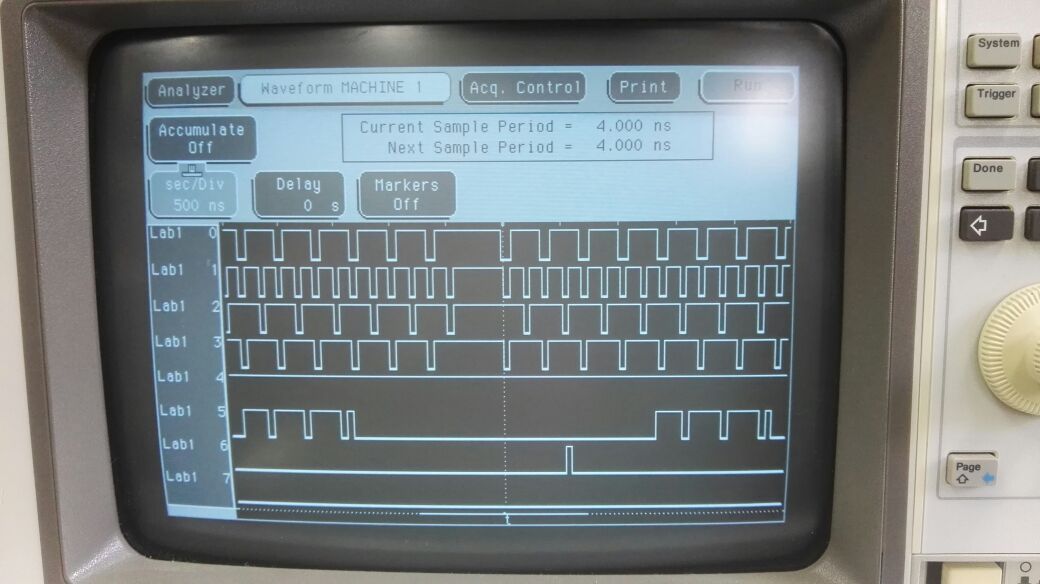 Analyzer Waveform MACHINE 1 Acq. Control Print Run
Accumulate
Off
Current Sample Period = 4.000 ns
Next Sample Period = 4.000 ns
sec/Div
500 ns
Delay
0 s
Markers
Off
Lab1 0
Lab1 1
Lab1 2
Lab1 3
Lab1 4
Lab1 5
Lab1 6
Lab1 7
t
System
Trigger
Done
Page